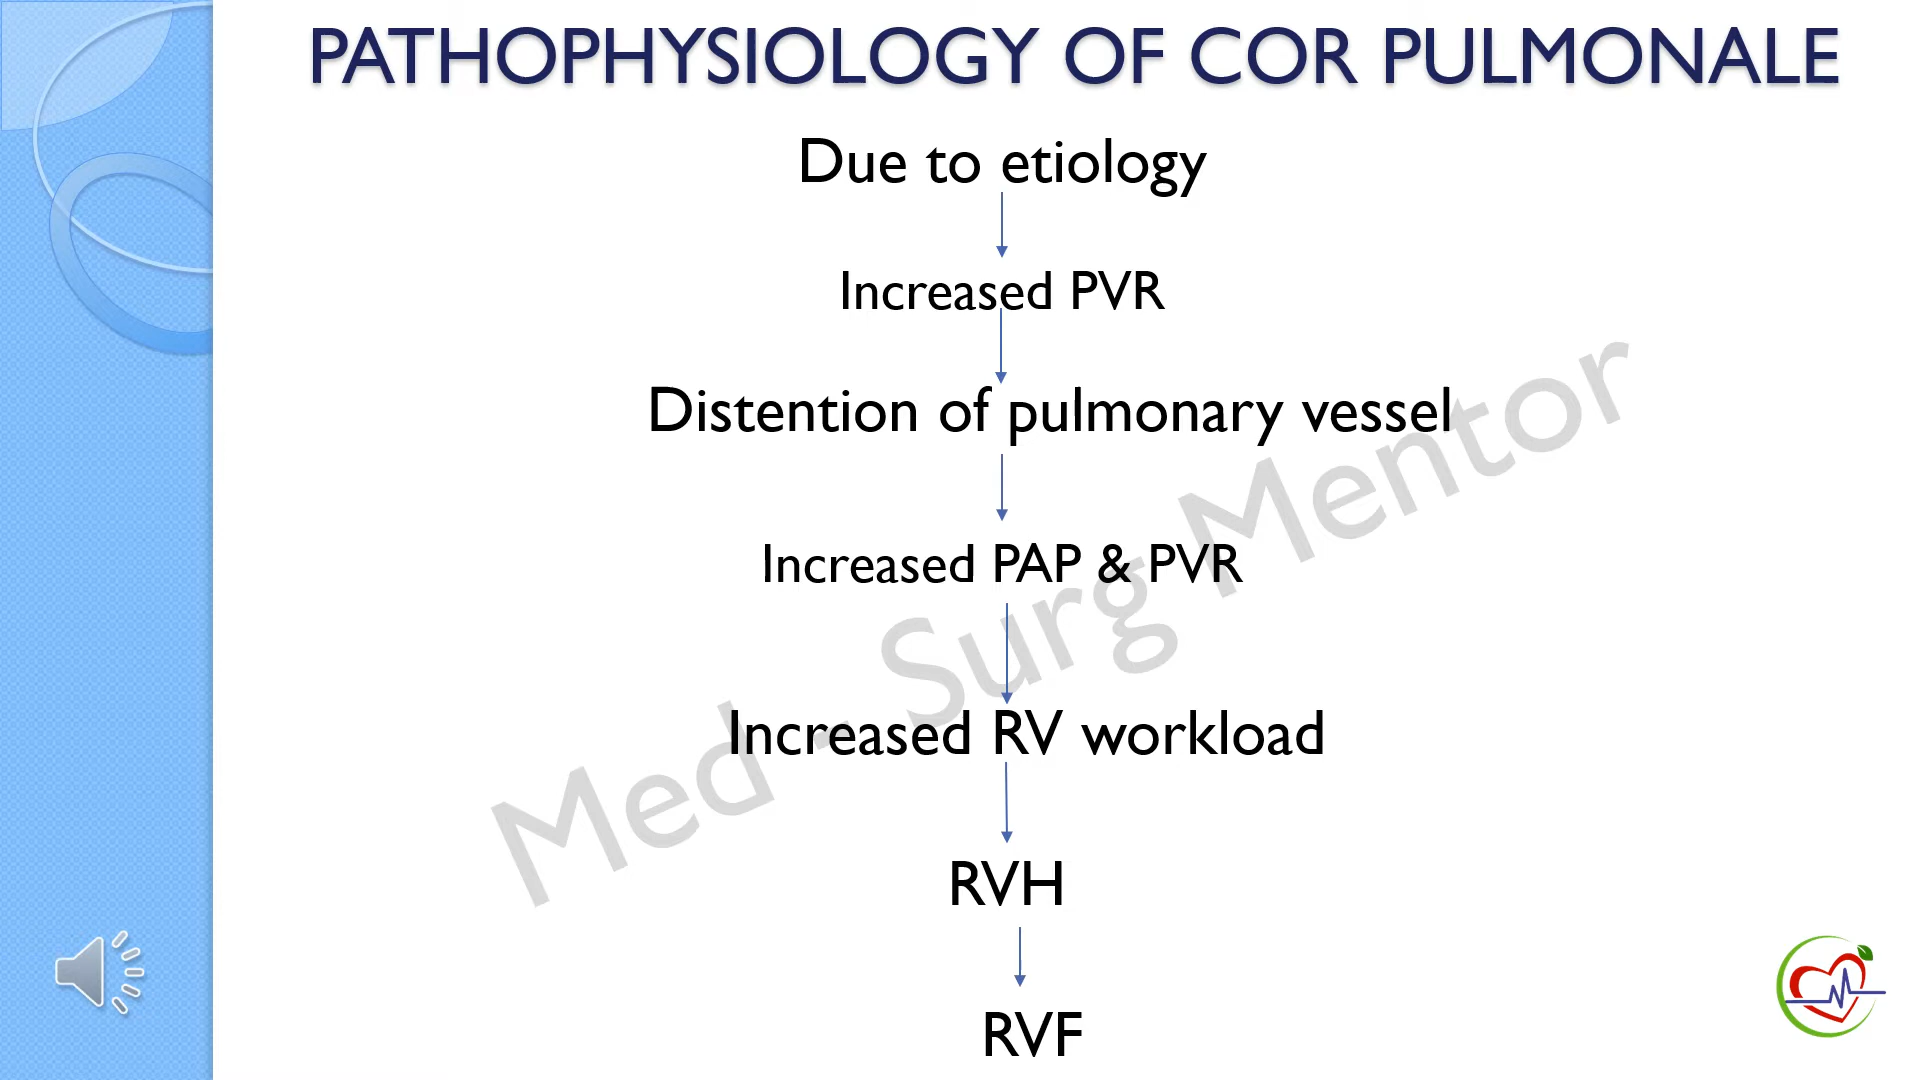 PATHOPHYSIOLOGY OF COR PULMONALE
Due to etiology
Increased PVR
Distention of pulmonary vessel
Increased PAP & PVR
Increased RV workload
RVH
RVF
Med - Surg Mentor